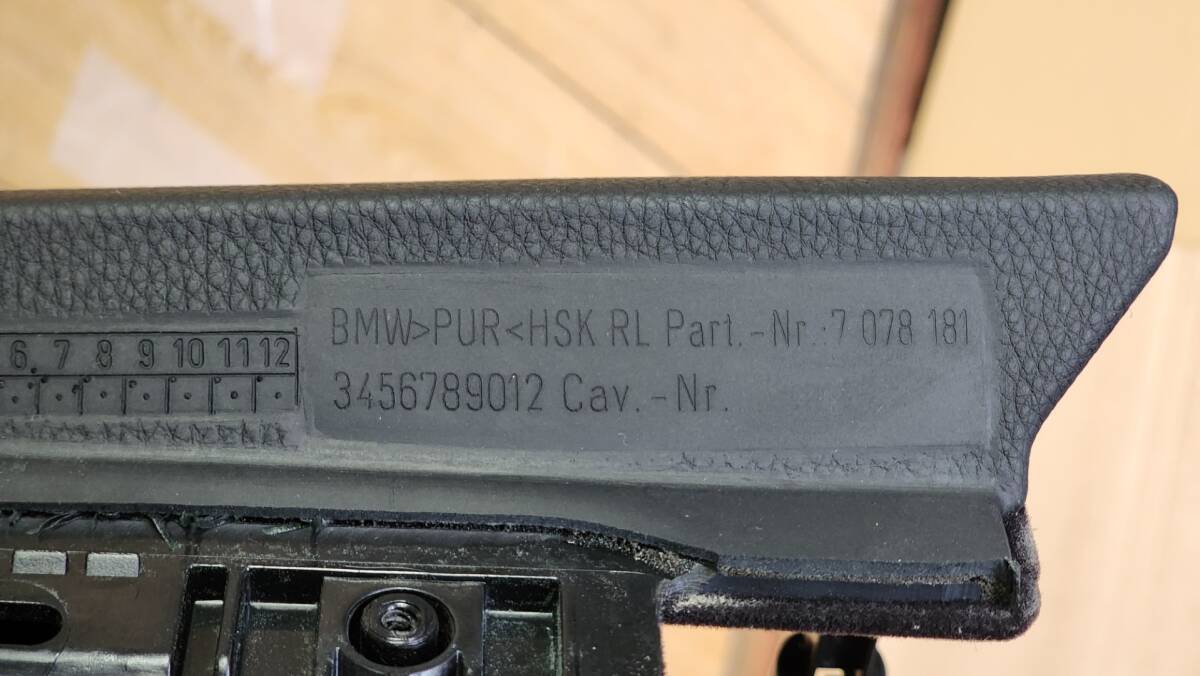 BMW>PUR<HSK RL Part.-Nr.:7 078 181
3456789012 Cav.-Nr.
6 7 8 9 10 11 12